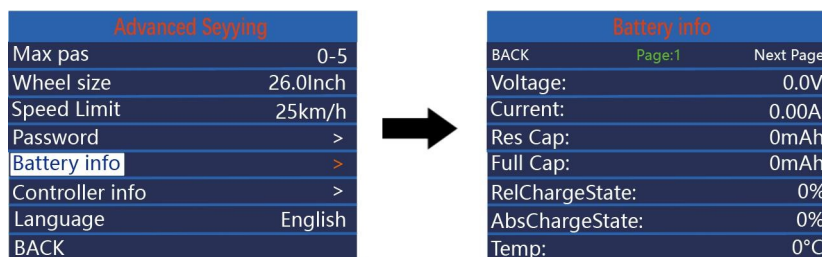 Advanced Seyying
Max pas 0-5
Wheel size 26.0Inch
Speed Limit 25km/h
Password >
Battery info >
Controller info >
Language English
BACK
Battery info
BACK Page:1 Next Page
Voltage: 0.0V
Current: 0.00A
Res Cap: 0mAh
Full Cap: 0mAh
RelChargeState: 0%
AbsChargeState: 0%
Temp: 0°C